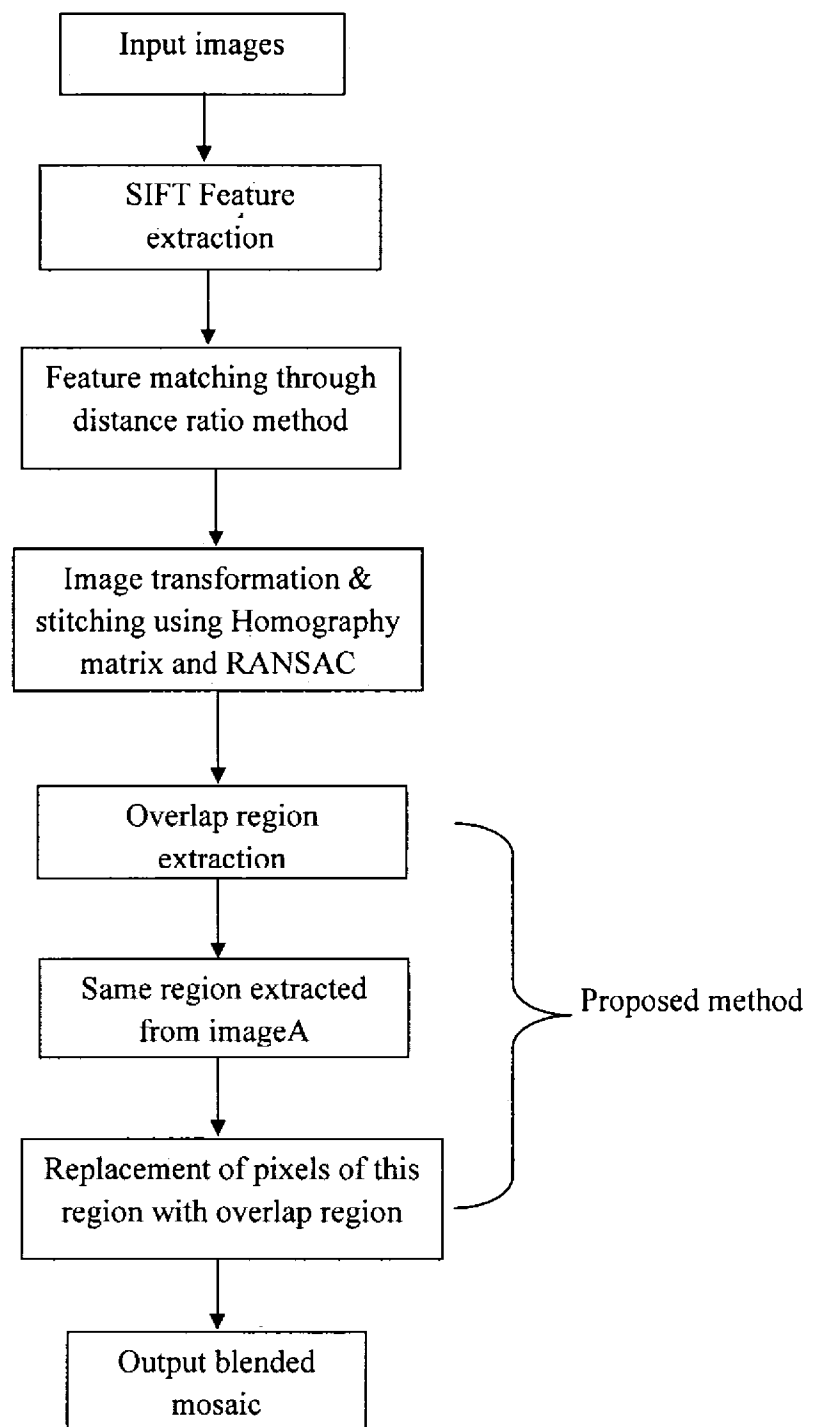 Input images
SIFT Feature
extraction
Feature matching through
distance ratio method
Image transformation &
stitching using Homography
matrix and RANSAC
Overlap region
extraction
Same region extracted
from imageA
Proposed method
Replacement of pixels of this
region with overlap region
Output blended
mosaic